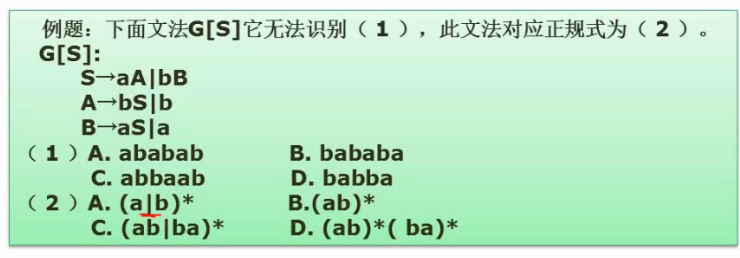 例题：下面文法G[S]它无法识别（ 1 ），此文法对应正规式为（ 2 ）。
G[S]:
S→aA|bB
A→bS|b
B→aS|a
（ 1 ）A. ababab B. bababa
C. abbaab D. babba
（ 2 ）A. (a|b)* B.(ab)*
C. (ab|ba)* D. (ab)*( ba)*